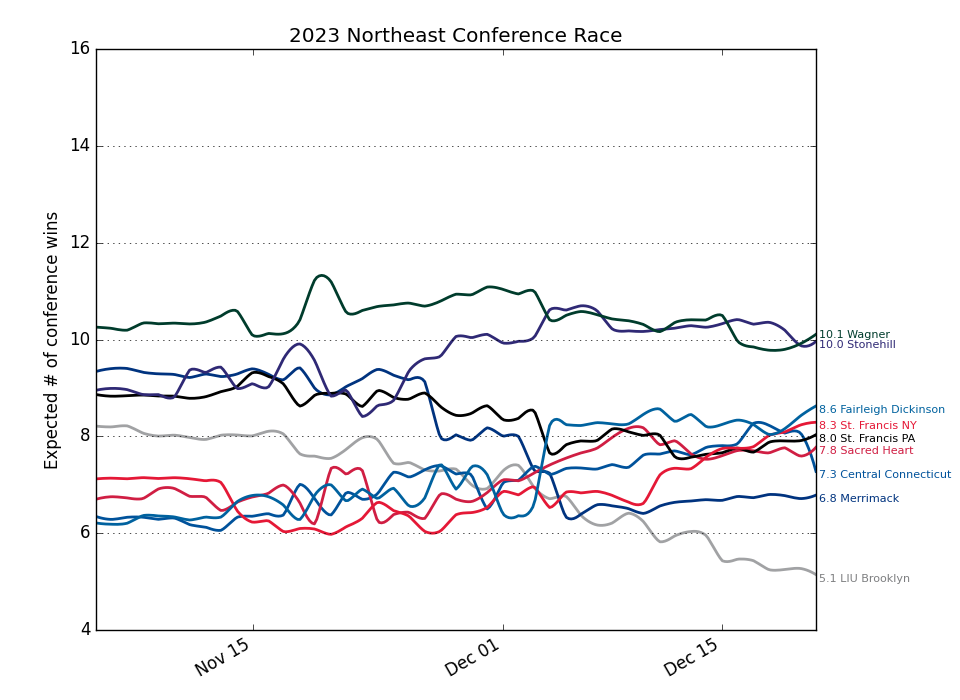 2023 Northeast Conference Race
Expected # of conference wins
16
14
12
10
8
6
4
Nov 15
Dec 01
Dec 15
10.1 Wagner
10.0 Stonehill
8.6 Fairleigh Dickinson
8.3 St. Francis NY
8.0 St. Francis PA
7.8 Sacred Heart
7.3 Central Connecticut
6.8 Merrimack
5.1 LIU Brooklyn